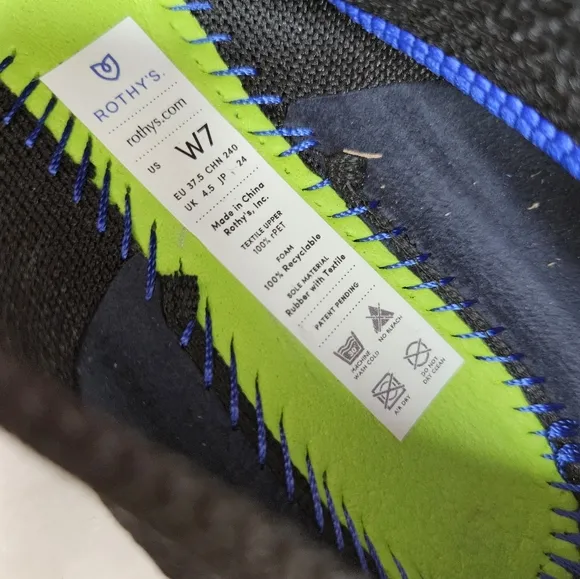 ROTHY'S.
rothys.com
US W7
EU 37.5 CHN 240
UK 4.5 JP 24
Made in China
Rothy's, Inc.
TEXTILE UPPER
100% rPET
FOAM
100% Recyclable
SOLE MATERIAL
Rubber with Textile
PATENT PENDING
30
MACHINE
WASH COLD
NO BLEACH
AIR DRY
DO NOT
DRY CLEAN